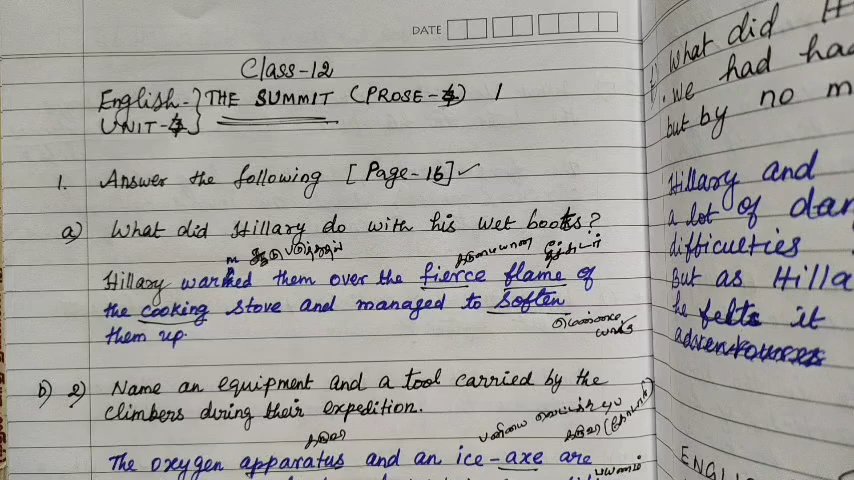 DATE
Class-12
English-} THE SUMMIT (PROSE-4) 1
UNIT-4}
1. Answer the following [Page-16] ✓
a) What did Hillary do with his wet boots?
Hillary warmed them over the fierce flame of
the cooking stove and managed to soften
மென்மை
them up.
b) 2) Name an equipment and a tool carried by the
climbers during their expedition.
கருவி
The oxygen apparatus and an ice-axe are
பயணம்
What did H
. We had had
but by no m
Hillary and
a lot of dan
difficulties
But as Hilla
he felts it
ENGLI